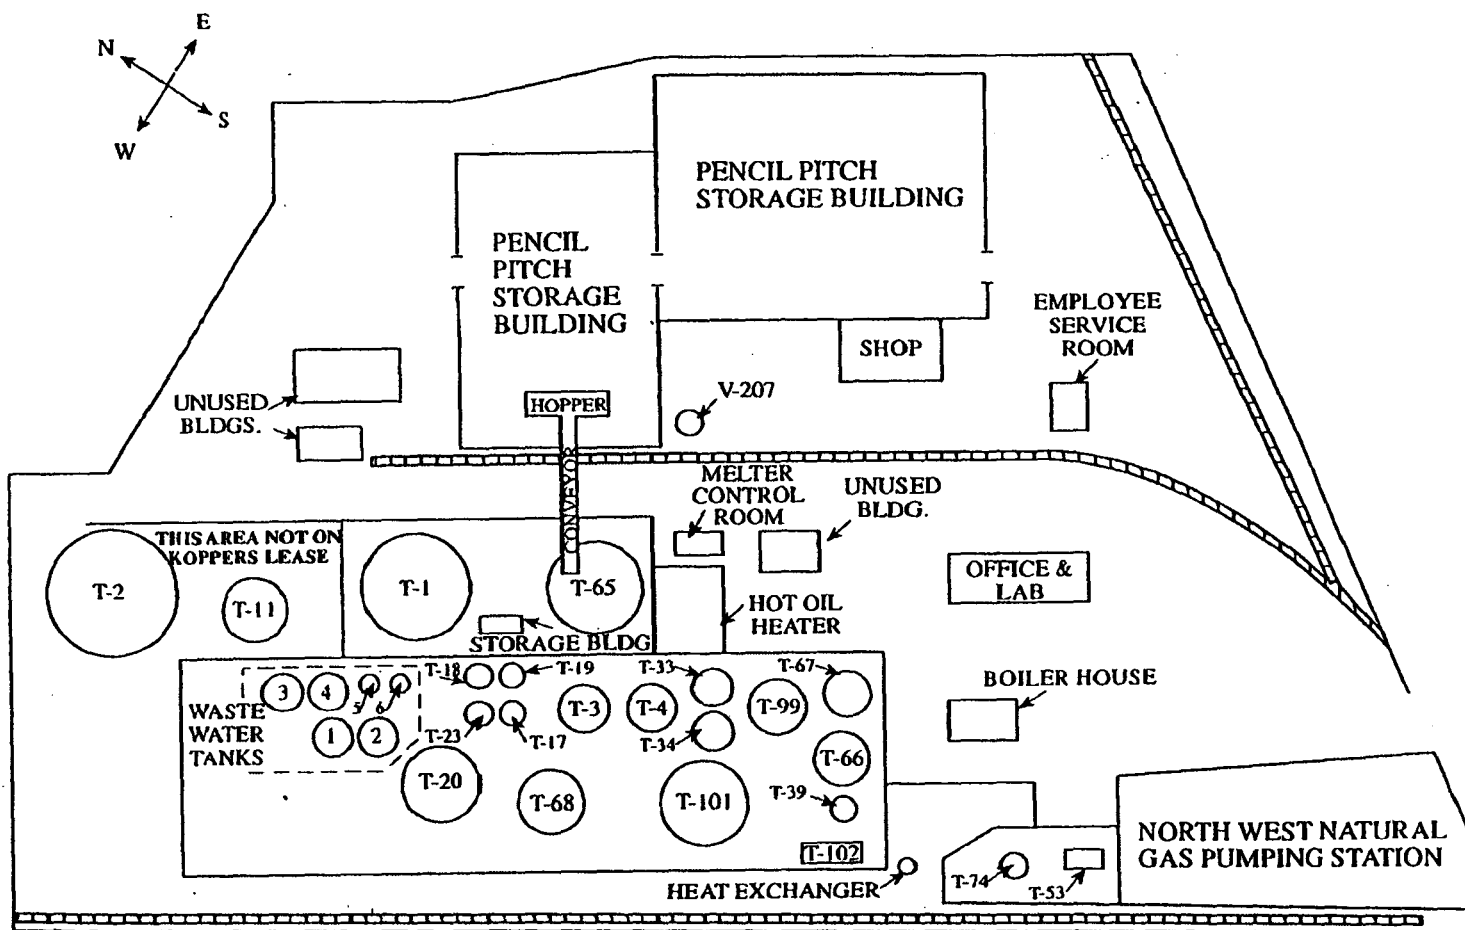 E
N
S
W
PENCIL PITCH
STORAGE BUILDING
PENCIL
PITCH
STORAGE
BUILDING
EMPLOYEE
SERVICE
ROOM
SHOP
UNUSED
BLDGS.
HOPPER
V-207
CONVEYOR
MELTER
CONTROL
ROOM
UNUSED
BLDG.
THIS AREA NOT ON
KOPPERS LEASE
T-2
T-11
T-1
T-65
OFFICE &
LAB
HOT OIL
HEATER
STORAGE BLDG
T-18
T-19
T-33
T-67
BOILER HOUSE
3
4
5
6
WASTE
WATER
TANKS
1
2
T-23
T-17
T-3
T-4
T-34
T-99
T-66
T-20
T-68
T-101
T-39
T-102
NORTH WEST NATURAL
GAS PUMPING STATION
HEAT EXCHANGER
T-74
T-53